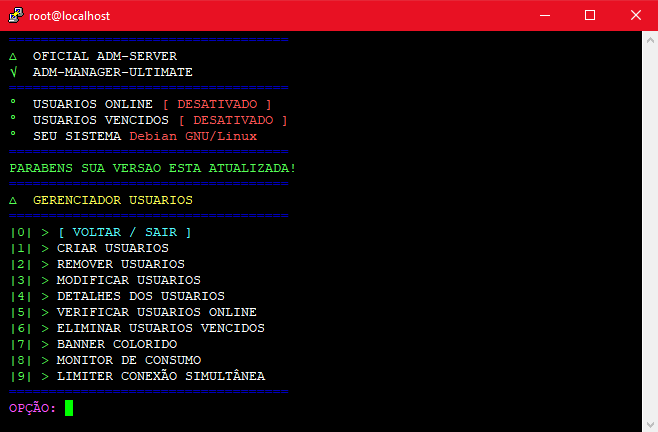 root@localhost
===================================
∆ OFICIAL ADM-SERVER
√ ADM-MANAGER-ULTIMATE
===================================
° USUARIOS ONLINE [ DESATIVADO ]
° USUARIOS VENCIDOS [ DESATIVADO ]
° SEU SISTEMA Debian GNU/Linux
===================================
PARABENS SUA VERSAO ESTA ATUALIZADA!
===================================
∆ GERENCIADOR USUARIOS
===================================
|0| > [ VOLTAR / SAIR ]
|1| > CRIAR USUARIOS
|2| > REMOVER USUARIOS
|3| > MODIFICAR USUARIOS
|4| > DETALHES DOS USUARIOS
|5| > VERIFICAR USUARIOS ONLINE
|6| > ELIMINAR USUARIOS VENCIDOS
|7| > BANNER COLORIDO
|8| > MONITOR DE CONSUMO
|9| > LIMITER CONEXÃO SIMULTÂNEA
===================================
OPÇÃO: